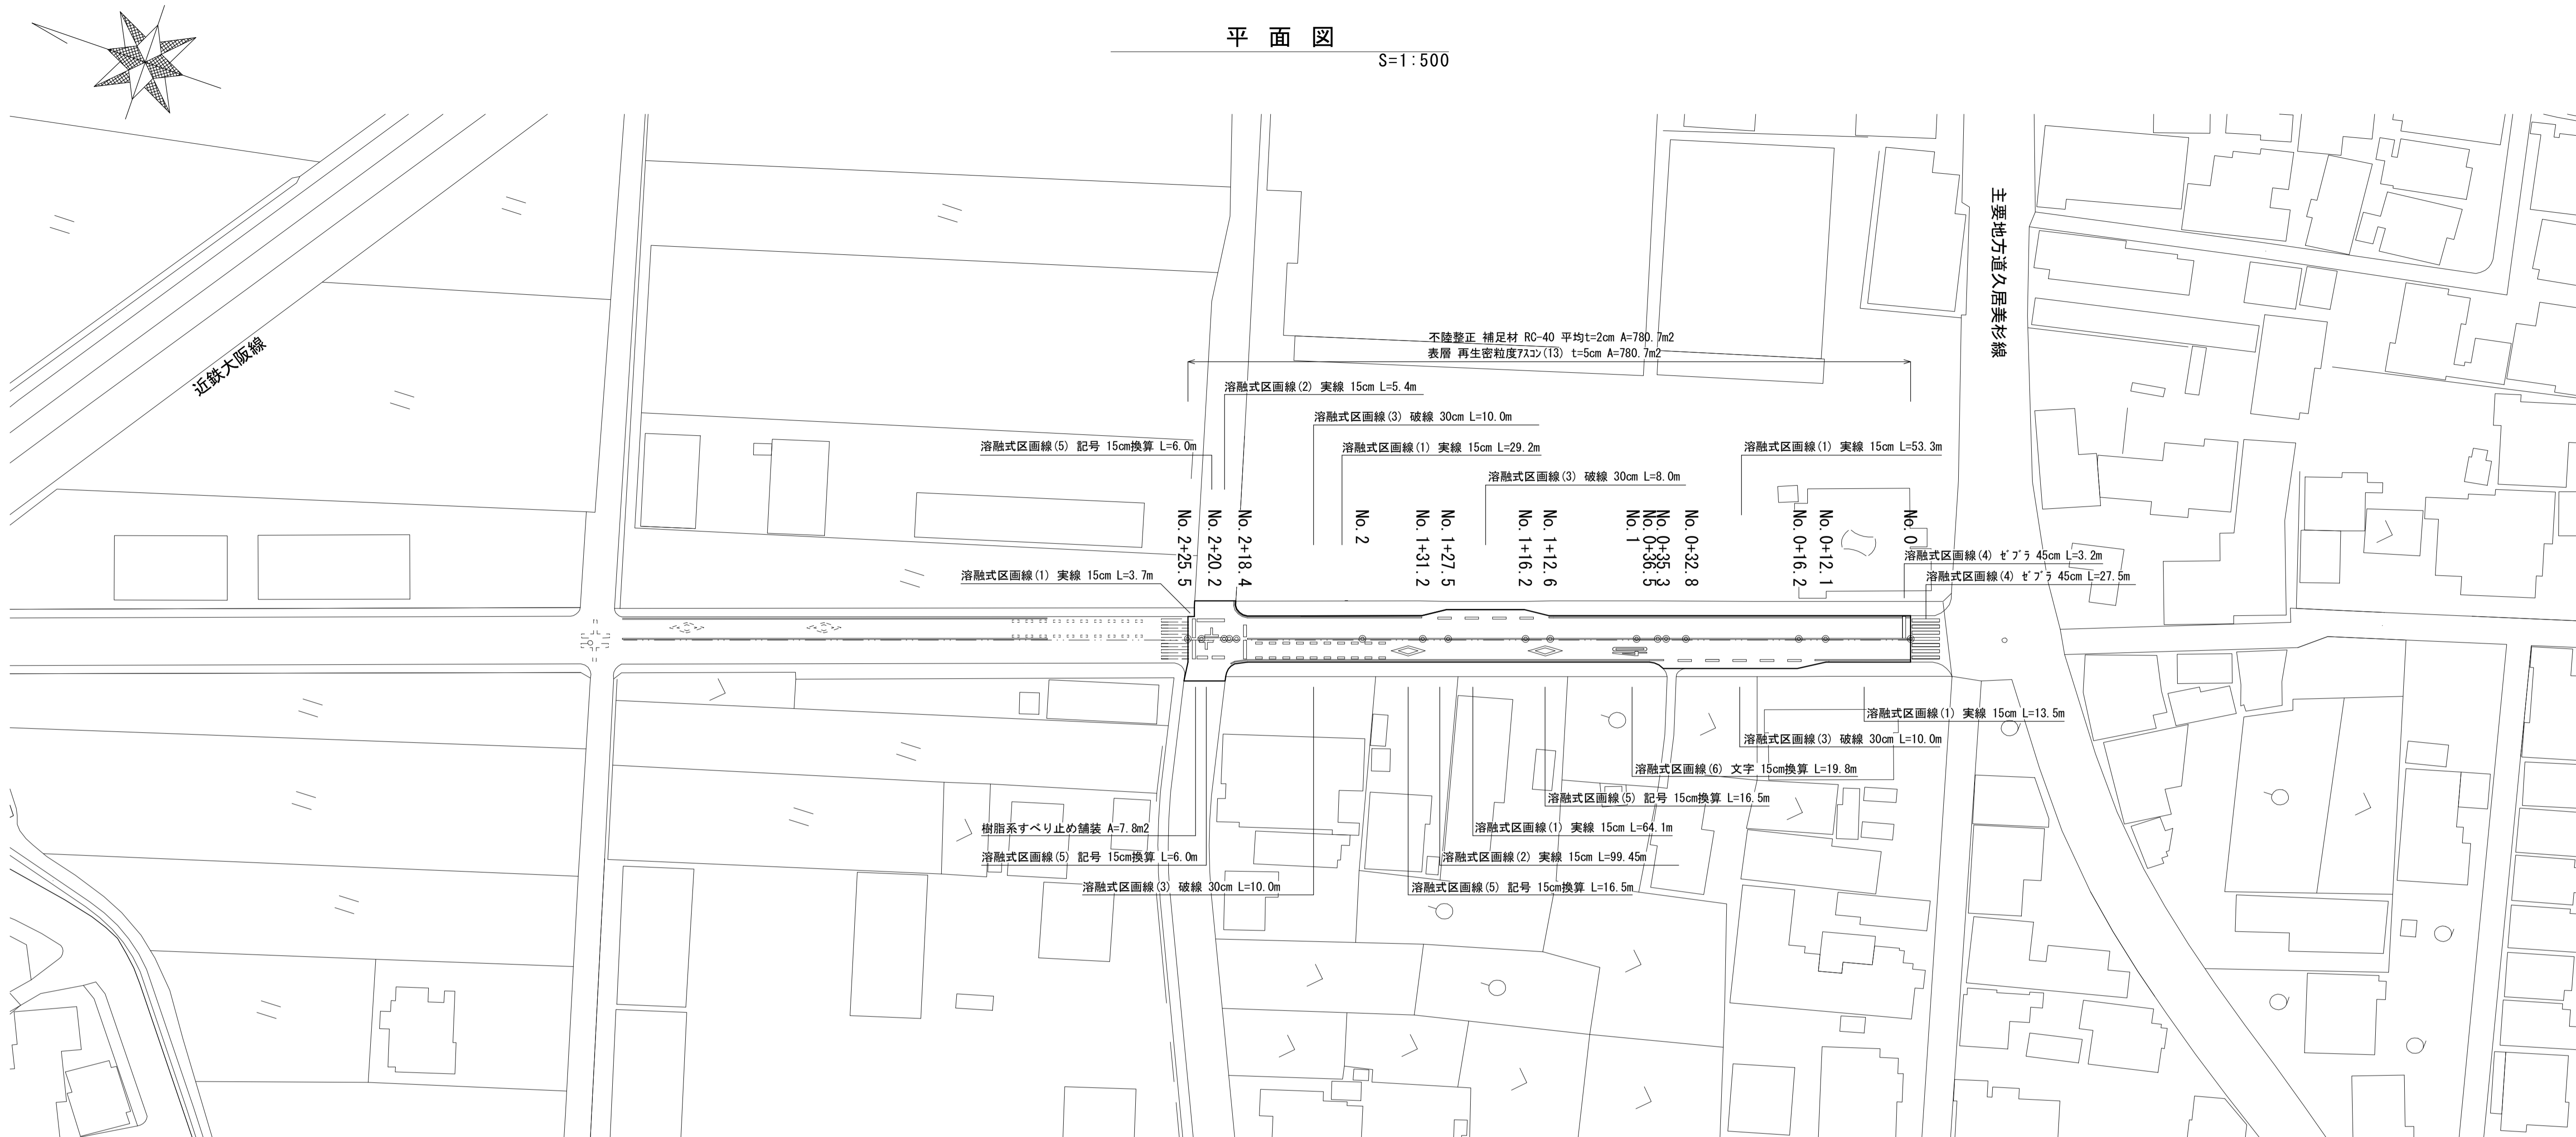 平 面 図
S=1:500
主要地方道久居美杉線
近鉄大阪線
不陸整正 補足材 RC-40 平均t=2cm A=780.7m2
表層 再生密粒度ｱｽｺﾝ(13) t=5cm A=780.7m2
溶融式区画線(2) 実線 15cm L=5.4m
溶融式区画線(3) 破線 30cm L=10.0m
溶融式区画線(5) 記号 15cm換算 L=6.0m
溶融式区画線(1) 実線 15cm L=29.2m
溶融式区画線(1) 実線 15cm L=53.3m
溶融式区画線(3) 破線 30cm L=8.0m
No.2+25.5
No.2+20.2
No.2+18.4
No.2
No.1+31.2
No.1+27.5
No.1+16.2
No.1+12.6
No.1
No.0+36.5
No.0+35.3
No.0+32.8
No.0+16.2
No.0+12.1
No.0
溶融式区画線(4) ｾﾞﾌﾞﾗ 45cm L=3.2m
溶融式区画線(1) 実線 15cm L=3.7m
溶融式区画線(4) ｾﾞﾌﾞﾗ 45cm L=27.5m
溶融式区画線(1) 実線 15cm L=13.5m
溶融式区画線(3) 破線 30cm L=10.0m
溶融式区画線(6) 文字 15cm換算 L=19.8m
溶融式区画線(5) 記号 15cm換算 L=16.5m
樹脂系すべり止め舗装 A=7.8m2
溶融式区画線(1) 実線 15cm L=64.1m
溶融式区画線(5) 記号 15cm換算 L=6.0m
溶融式区画線(2) 実線 15cm L=99.45m
溶融式区画線(3) 破線 30cm L=10.0m
溶融式区画線(5) 記号 15cm換算 L=16.5m